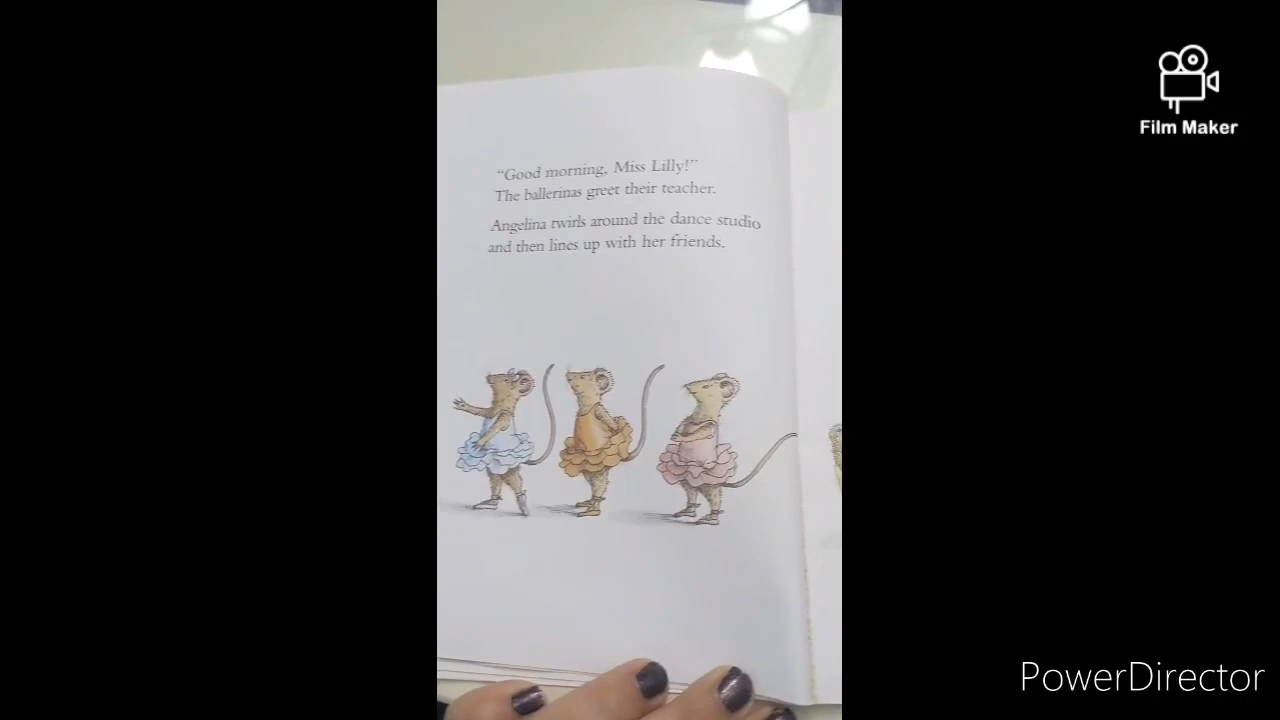 “Good morning, Miss Lilly!”
The ballerinas greet their teacher.
Angelina twirls around the dance studio
and then lines up with her friends.
Film Maker
PowerDirector